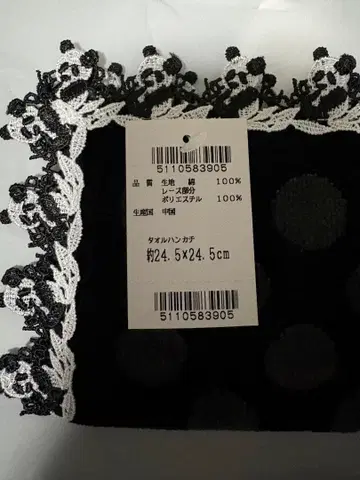 5110583905
品 質 生地 綿 100%
レース部分
ポリエステル 100%
生産国 中国
タオルハンカチ
約24.5×24.5cm
5110583905